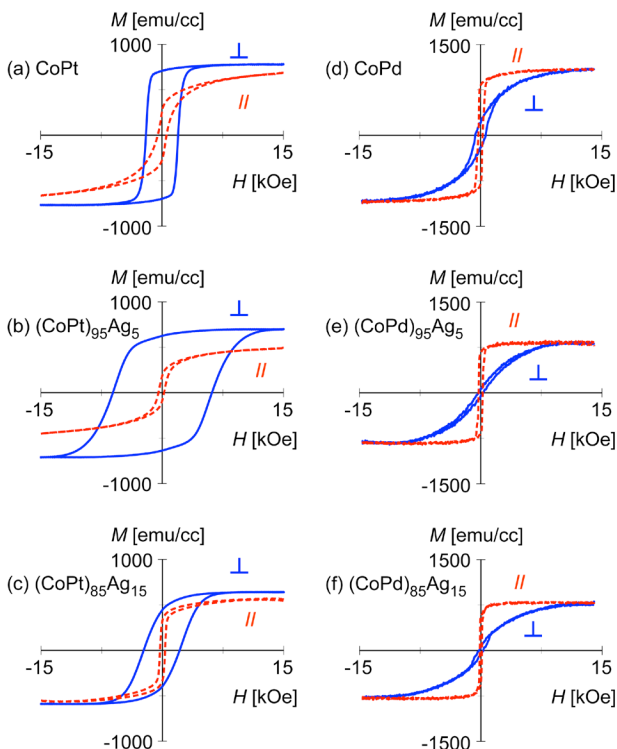 M [emu/cc]
1000
(a) CoPt
⊥
//
-15
15
H [kOe]
-1000
M [emu/cc]
1500
(d) CoPd
//
⊥
-15
15
H [kOe]
-1500
M [emu/cc]
1000
(b) (CoPt)₉₅Ag₅
⊥
//
-15
15
H [kOe]
-1000
M [emu/cc]
1500
(e) (CoPd)₉₅Ag₅
//
⊥
-15
15
H [kOe]
-1500
M [emu/cc]
1000
(c) (CoPt)₈₅Ag₁₅
⊥
//
-15
15
H [kOe]
-1000
M [emu/cc]
1500
(f) (CoPd)₈₅Ag₁₅
//
⊥
-15
15
H [kOe]
-1500